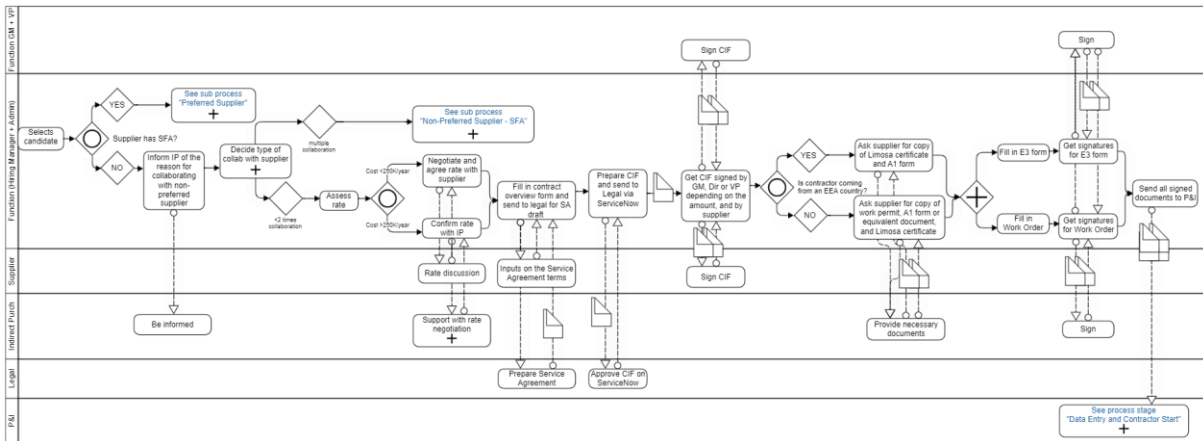 Function GM + VP
Sign CIF
Sign
Function (Hiring Manager + Admin)
Selects
candidate
YES
NO
Supplier has SFA?
See sub process
"Preferred Supplier"
Inform IP of the
reason for
collaborating
with non-
preferred
supplier
Decide type of
collab with supplier
multiple
collaboration
<2 times
collaboration
See sub process
"Non-Preferred Supplier - SFA"
Assess
rate
Negotiate and
agree rate with
supplier
Confirm rate
with IP
Fill in contract
overview form and
send to legal for SA
draft
Prepare CIF
and send to
Legal via
ServiceNow
Get CIF signed by
GM, Dir or VP
depending on the
amount, and by
supplier
YES
Is contractor coming
from an EEA country?
NO
Ask supplier for copy
of Limosa certificate
and A1 form
Ask supplier for copy of
work permit, A1 form or
equivalent document,
and Limosa certificate
Fill in E3 form
Fill in
Work Order
Get signatures
for E3 form
Get signatures
for Work Order
Send all signed
documents to P&I
Supplier
Rate discussion
Inputs on the Service
Agreement terms
Sign CIF
Indirect Purch
Be informed
Support with rate
negotiation
Provide necessary
documents
Sign
Legal
Prepare Service
Agreement
Approve CIF on
ServiceNow
P&I
See process stage
"Data Entry and Contractor Start"